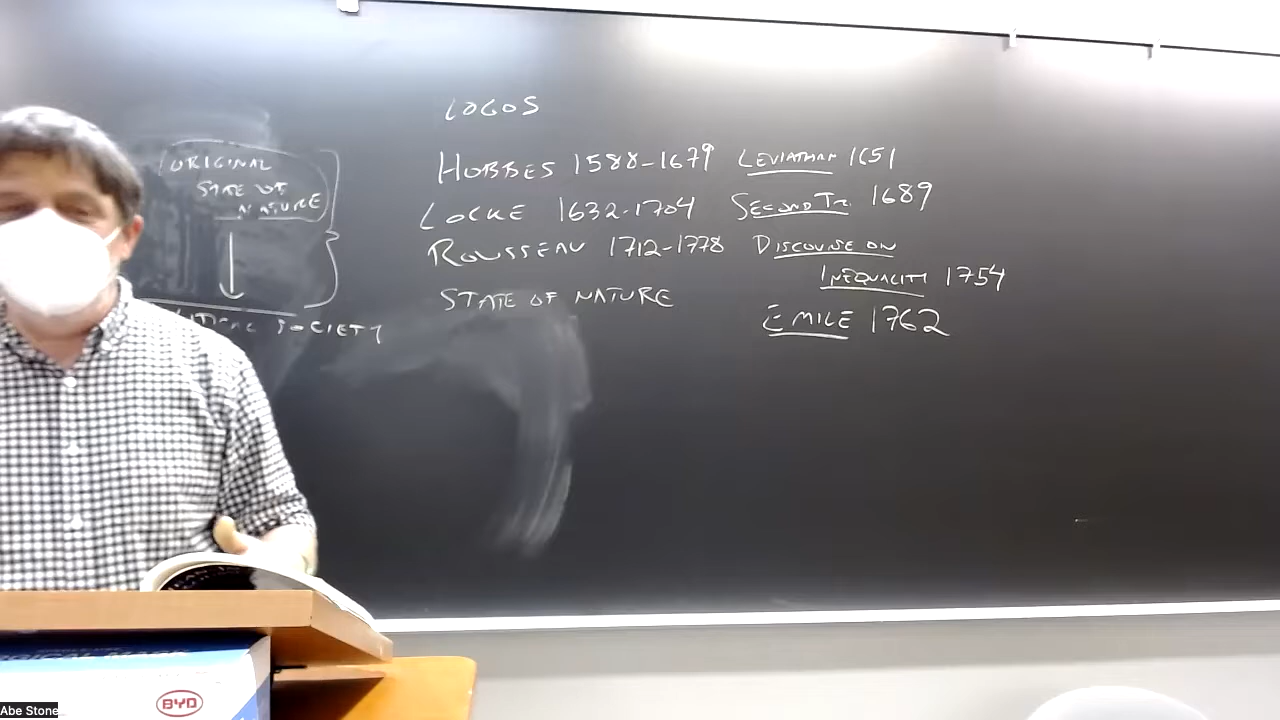 LOGOS
HOBBES 1588-1679 LEVIATHAN 1651
LOCKE 1632-1704 SECOND TR. 1689
ROUSSEAU 1712-1778 DISCOURSE ON
INEQUALITY 1754
STATE OF NATURE
ÉMILE 1762
ORIGINAL
STATE OF
NATURE
SOCIETY
BYD
Abe Stone